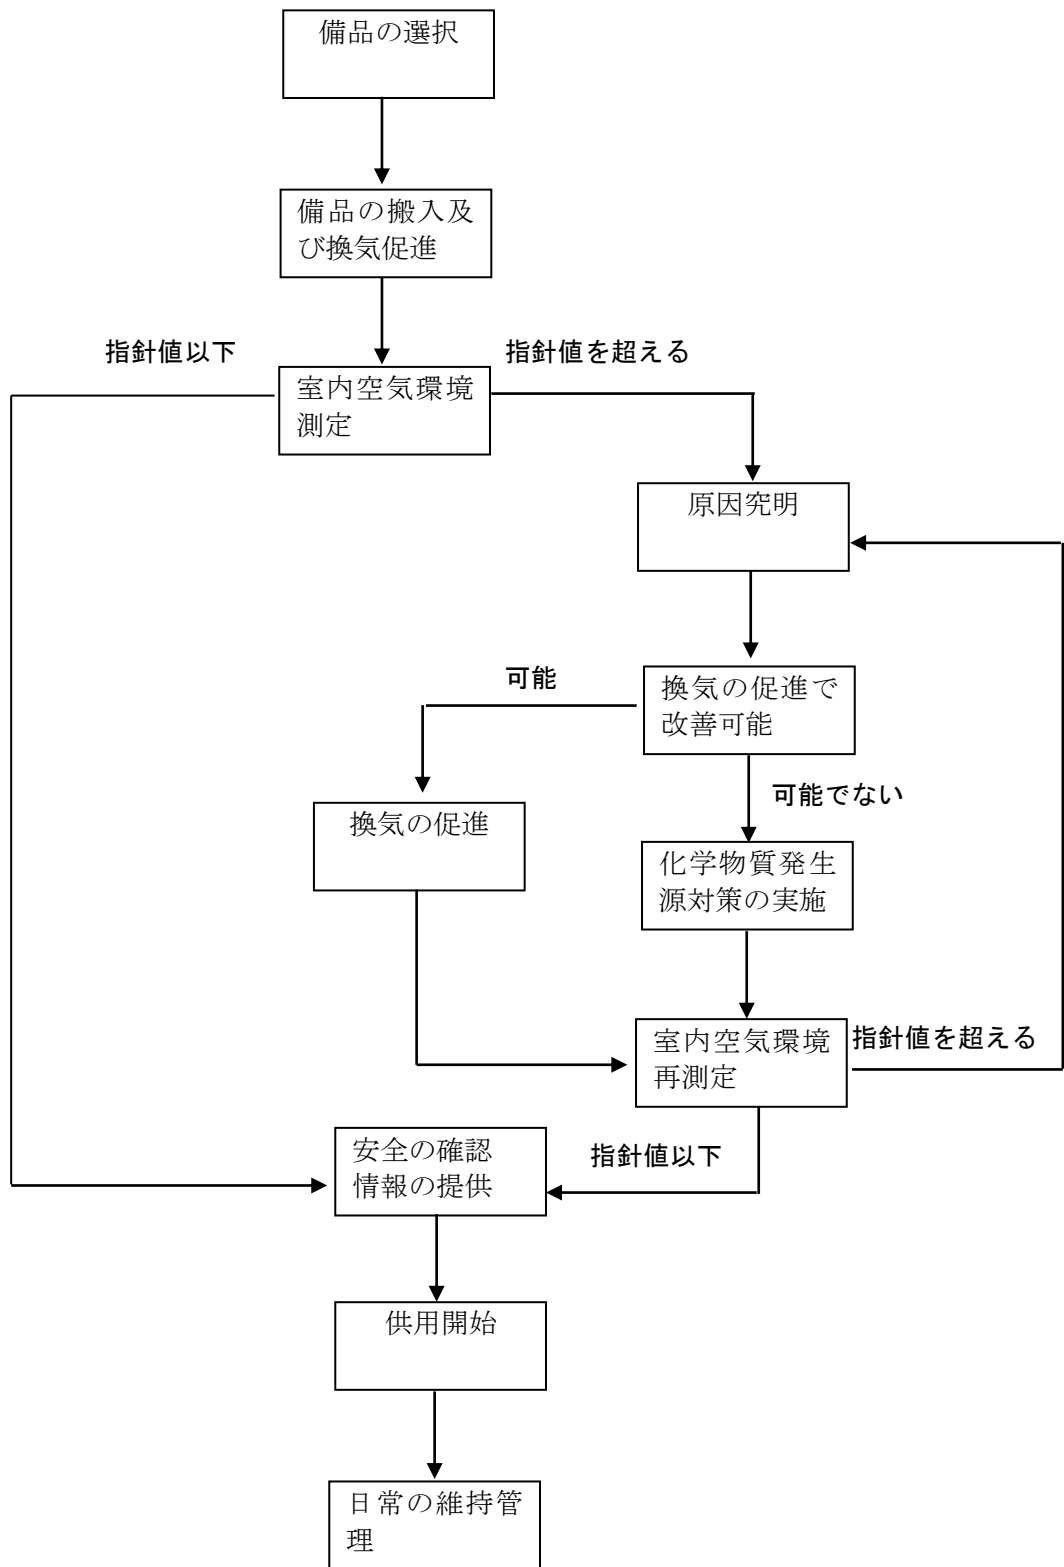 備品の選択
備品の搬入及
び換気促進
指針値以下
指針値を超える
室内空気環境
測定
原因究明
可能
換気の促進で
改善可能
可能でない
換気の促進
化学物質発生
源対策の実施
室内空気環境
再測定
指針値を超える
安全の確認
情報の提供
指針値以下
供用開始
日常の維持管
理